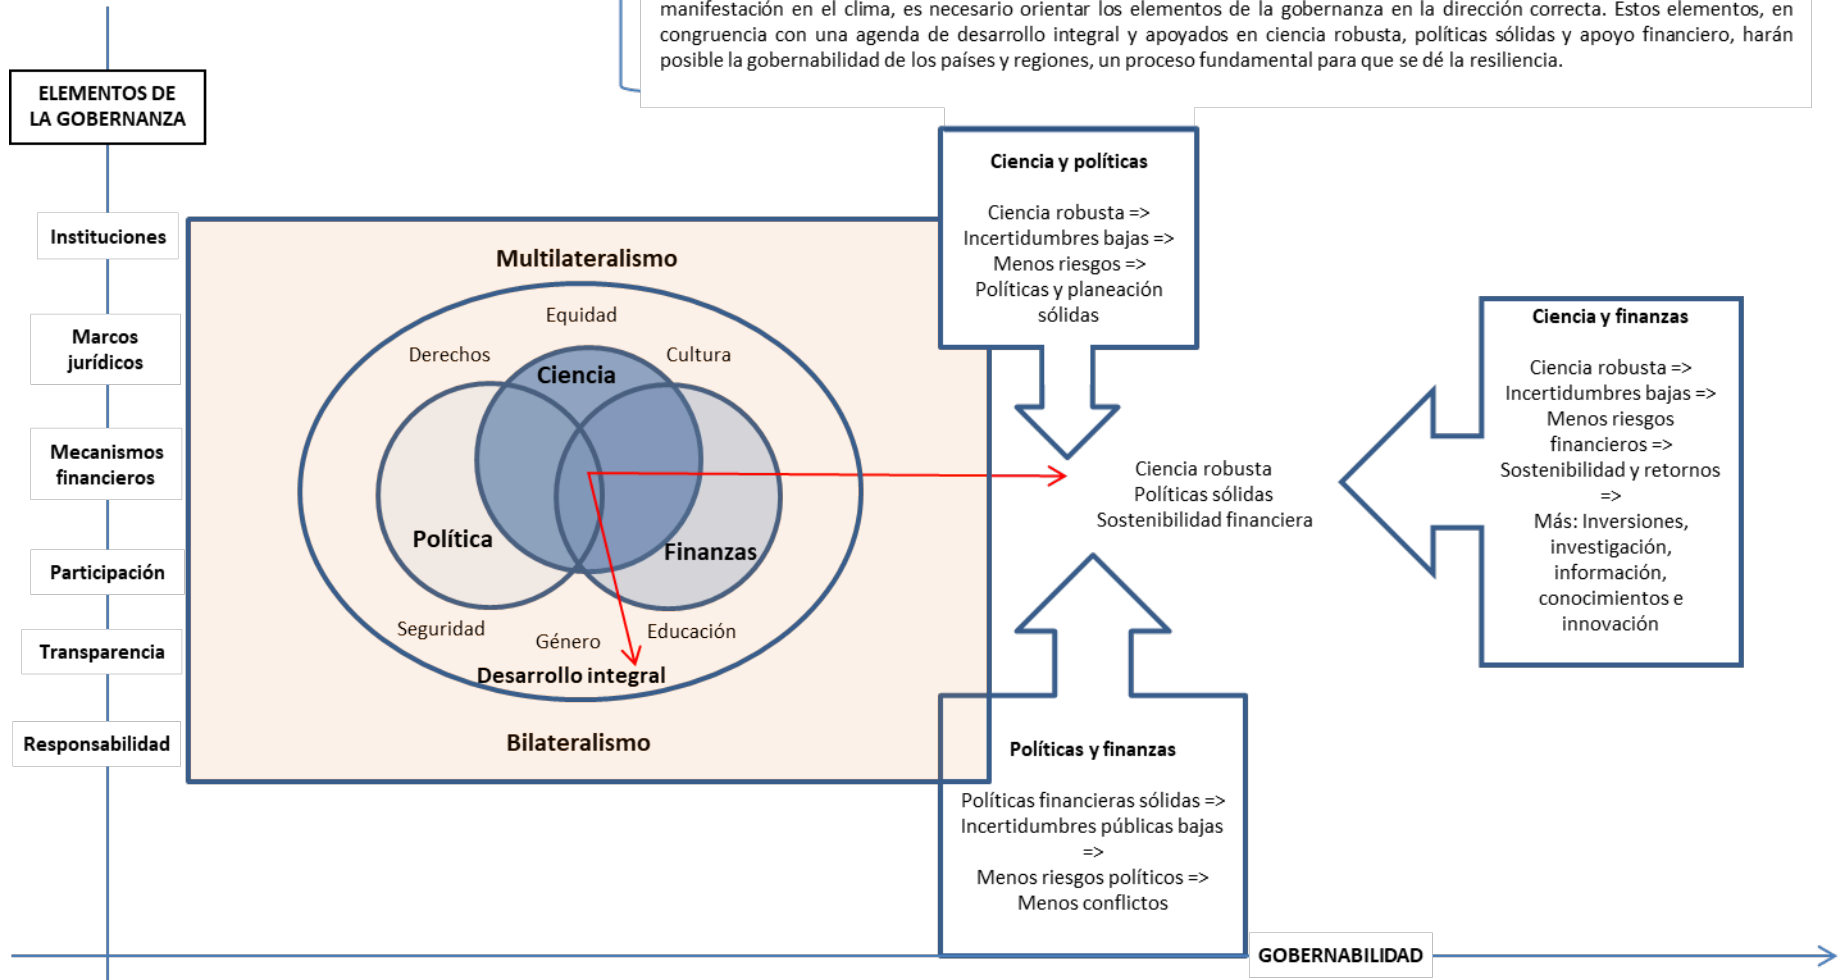 manifestación en el clima, es necesario orientar los elementos de la gobernanza en la dirección correcta. Estos elementos, en
congruencia con una agenda de desarrollo integral y apoyados en ciencia robusta, políticas sólidas y apoyo financiero, harán
posible la gobernabilidad de los países y regiones, un proceso fundamental para que se dé la resiliencia.
ELEMENTOS DE
LA GOBERNANZA
Instituciones
Marcos
jurídicos
Mecanismos
financieros
Participación
Transparencia
Responsabilidad
Multilateralismo
Equidad
Derechos
Cultura
Ciencia
Política
Finanzas
Seguridad
Género
Educación
Desarrollo integral
Bilateralismo
Ciencia y políticas
Ciencia robusta =>
Incertidumbres bajas =>
Menos riesgos =>
Políticas y planeación
sólidas
Ciencia robusta
Políticas sólidas
Sostenibilidad financiera
Ciencia y finanzas
Ciencia robusta =>
Incertidumbres bajas =>
Menos riesgos
financieros =>
Sostenibilidad y retornos
=>
Más: Inversiones,
investigación,
información,
conocimientos e
innovación
Políticas y finanzas
Políticas financieras sólidas =>
Incertidumbres públicas bajas
=>
Menos riesgos políticos =>
Menos conflictos
GOBERNABILIDAD